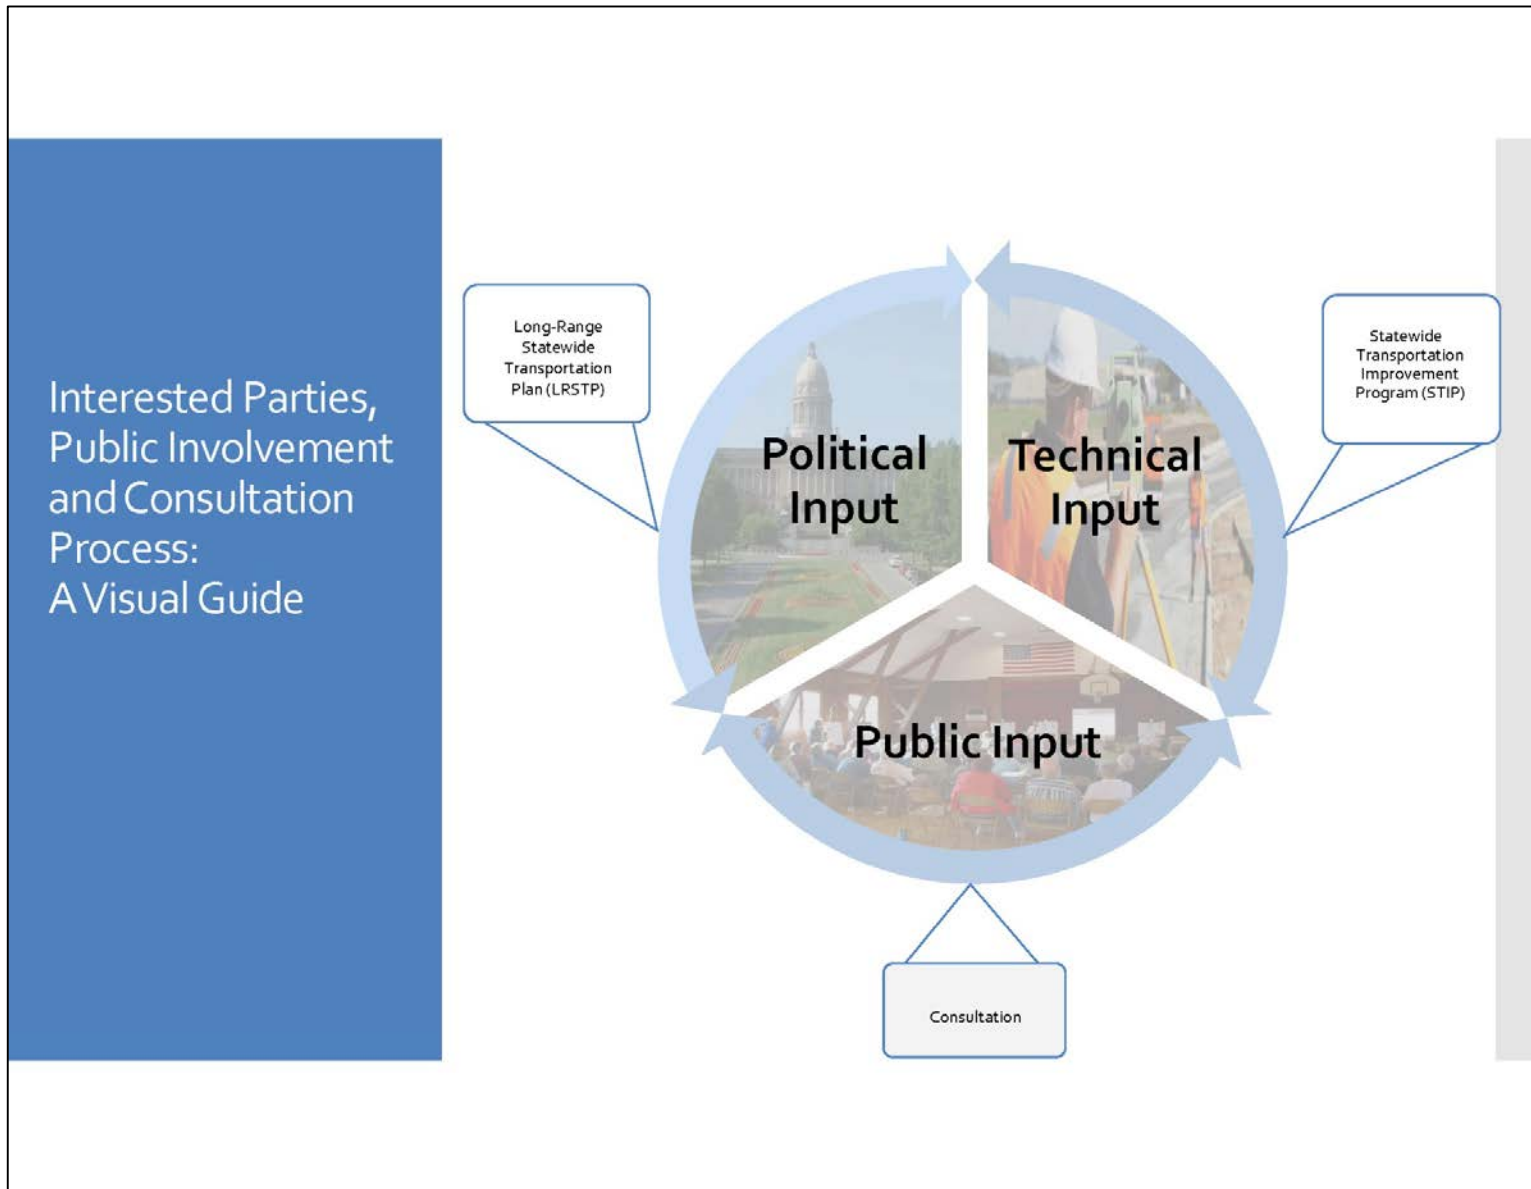 Interested Parties,
Public Involvement
and Consultation
Process:
A Visual Guide
Long-Range
Statewide
Transportation
Plan (LRSTP)
Political
Input
Technical
Input
Public Input
Statewide
Transportation
Improvement
Program (STIP)
Consultation